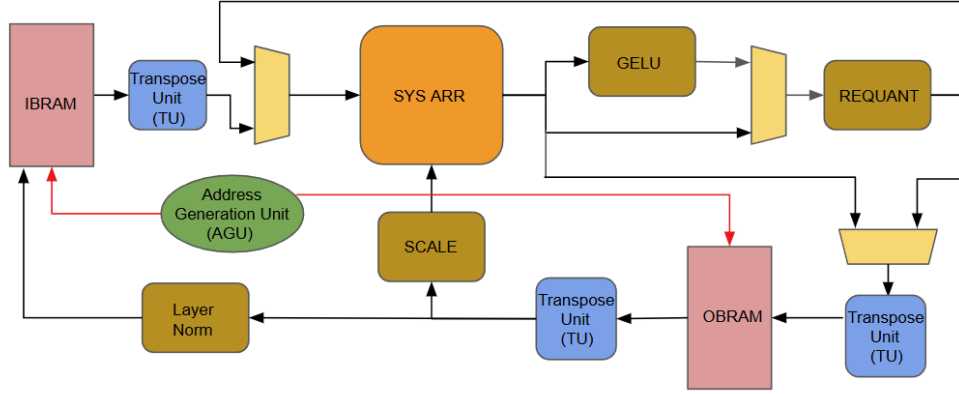 IBRAM
Transpose
Unit
(TU)
SYS ARR
GELU
REQUANT
Address
Generation Unit
(AGU)
SCALE
Layer
Norm
Transpose
Unit
(TU)
OBRAM
Transpose
Unit
(TU)